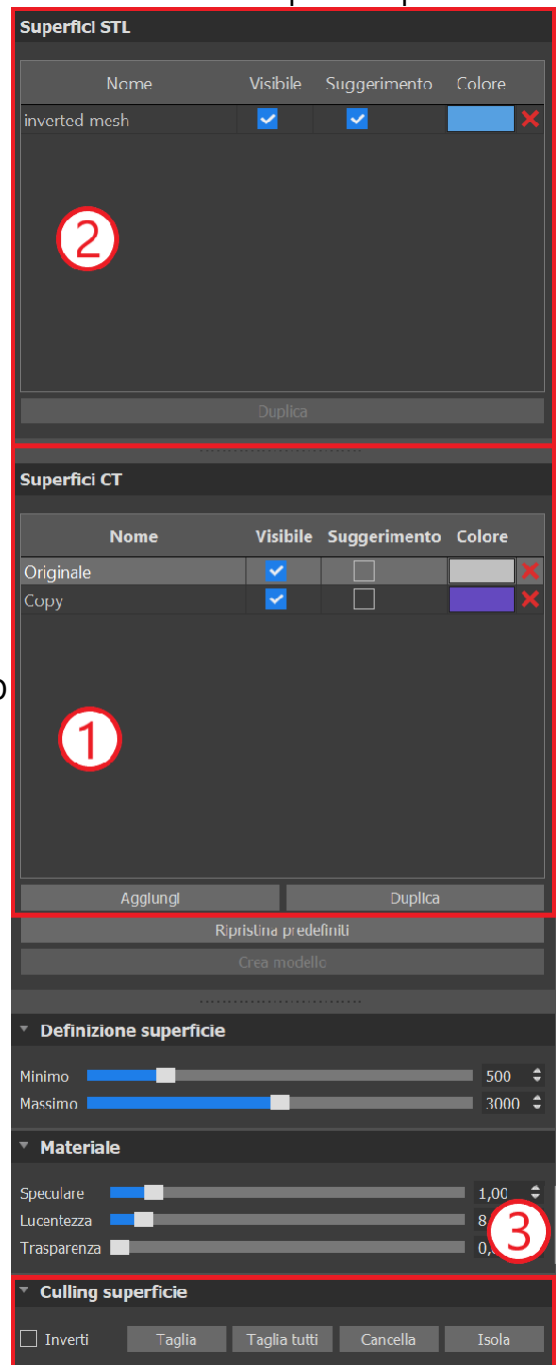 Superfici STL
Nome Visibile Suggerimento Colore
inverted mesh
2
Duplica
Superfici CT
Nome Visibile Suggerimento Colore
Originale
Copy
1
Aggiungi Duplica
Ripristina predefiniti
Crea modello
Definizione superficie
Minimo 500
Massimo 3000
Materiale
Speculare 1,00
Lucentezza 8
Trasparenza 0,
3
Culling superficie
Inverti Taglia Taglia tutti Cancella Isola